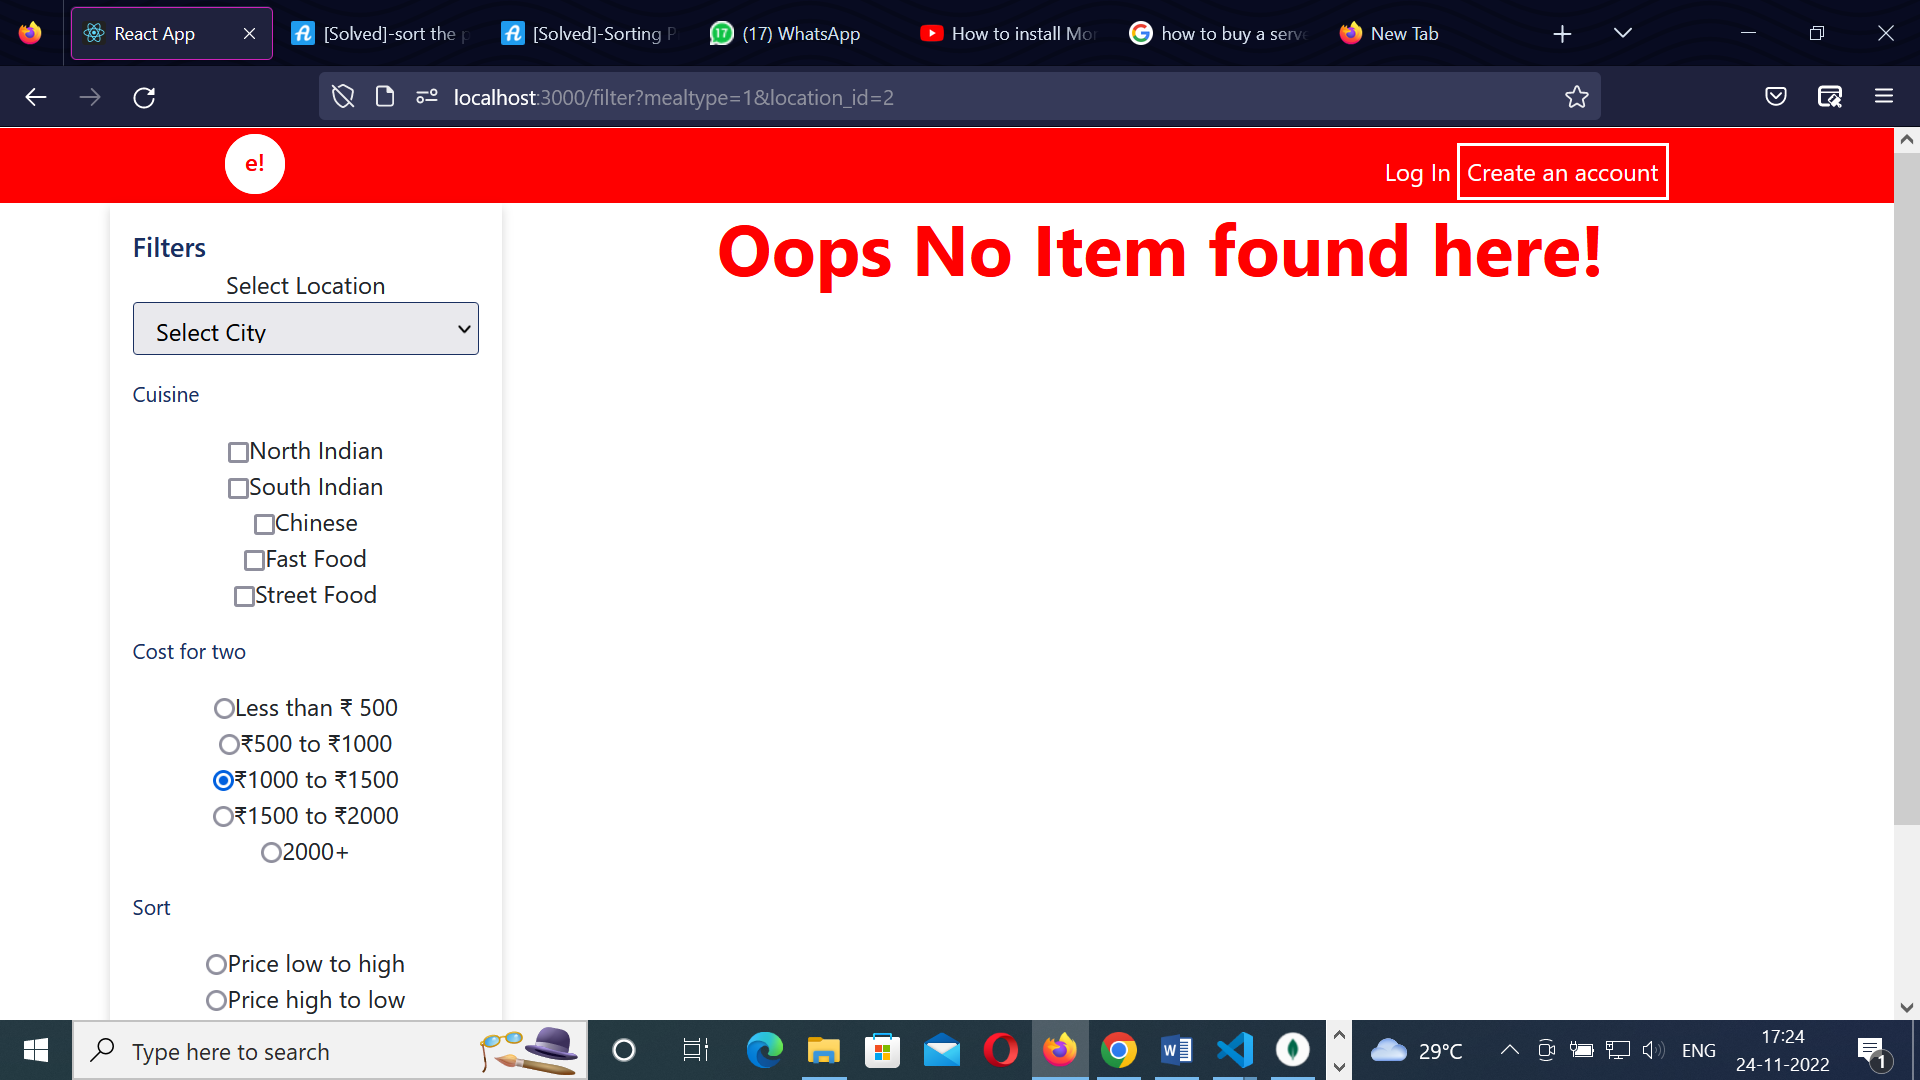 React App
[Solved]-sort the p
[Solved]-Sorting P
(17) WhatsApp
How to install Mo
how to buy a serve
New Tab
localhost:3000/filter?mealtype=1&location_id=2
e!
Log In
Create an account
Filters
Oops No Item found here!
Select Location
Select City
Cuisine
North Indian
South Indian
Chinese
Fast Food
Street Food
Cost for two
Less than ₹ 500
₹500 to ₹1000
₹1000 to ₹1500
₹1500 to ₹2000
2000+
Sort
Price low to high
Price high to low
Type here to search
29°C
ENG
17:24
24-11-2022
1